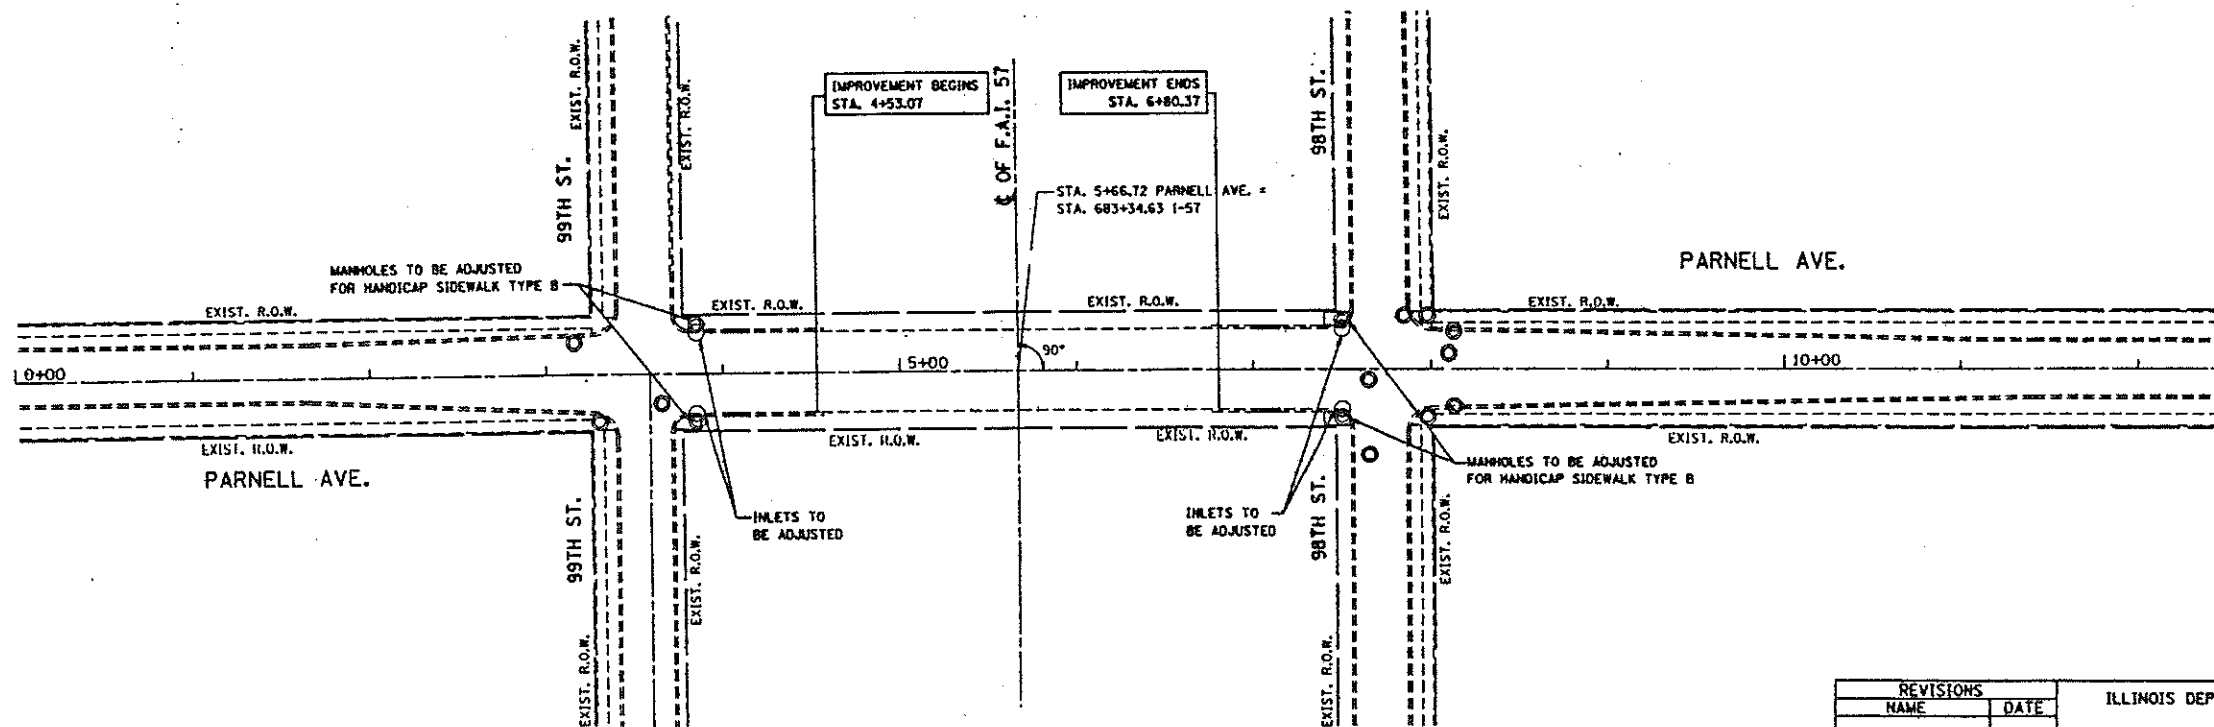 IMPROVEMENT BEGINS
STA. 4+53.07
℄ OF F.A.I. 57
IMPROVEMENT ENDS
STA. 6+80.37
EXIST. R.O.W.
EXIST. R.O.W.
99TH ST.
98TH ST.
EXIST. R.O.W.
STA. 5+66.72 PARNELL AVE. =
STA. 683+34.63 I-57
PARNELL AVE.
MANHOLES TO BE ADJUSTED
FOR HANDICAP SIDEWALK TYPE B
EXIST. R.O.W.
EXIST. R.O.W.
EXIST. R.O.W.
EXIST. R.O.W.
0+00
5+00
90°
10+00
EXIST. R.O.W.
EXIST. R.O.W.
EXIST. R.O.W.
EXIST. R.O.W.
PARNELL AVE.
MANHOLES TO BE ADJUSTED
FOR HANDICAP SIDEWALK TYPE B
99TH ST.
INLETS TO
BE ADJUSTED
INLETS TO
BE ADJUSTED
98TH ST.
EXIST. R.O.W.
EXIST. R.O.W.
EXIST. R.O.W.
EXIST. R.O.W.
REVISIONS
NAME DATE
ILLINOIS DEP